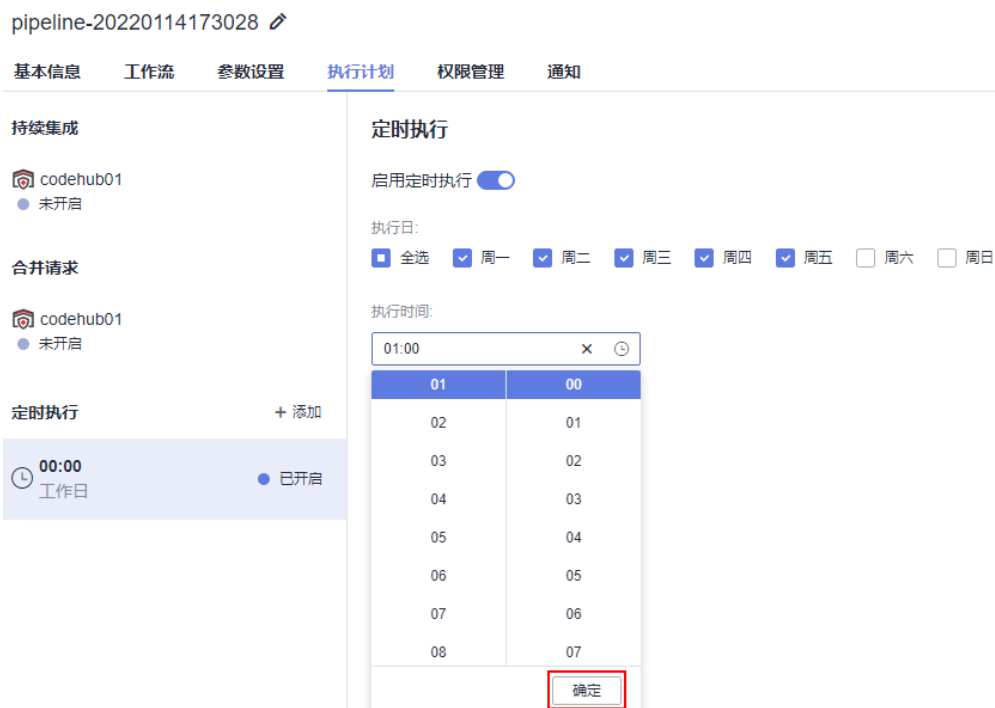 pipeline-20220114173028
基本信息 工作流 参数设置 执行计划 权限管理 通知
持续集成
codehub01
未开启
合并请求
codehub01
未开启
定时执行 + 添加
00:00
工作日
已开启
定时执行
启用定时执行
执行日:
全选 周一 周二 周三 周四 周五 周六 周日
执行时间:
01:00
01 00
02 01
03 02
04 03
05 04
06 05
07 06
08 07
确定